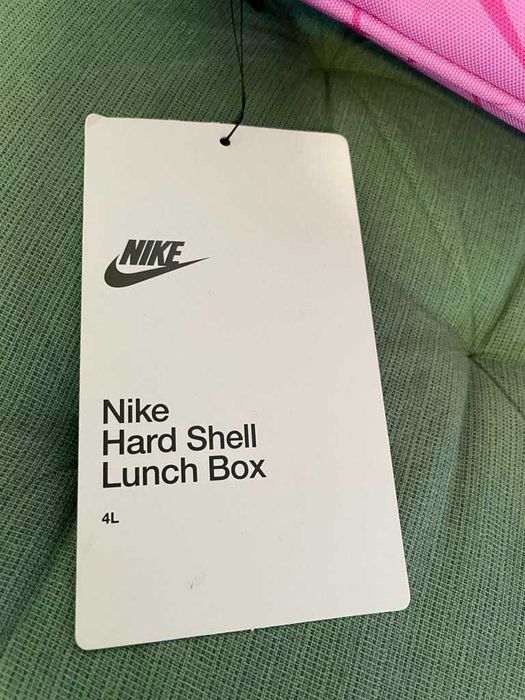 NIKE
Nike
Hard Shell
Lunch Box
4L